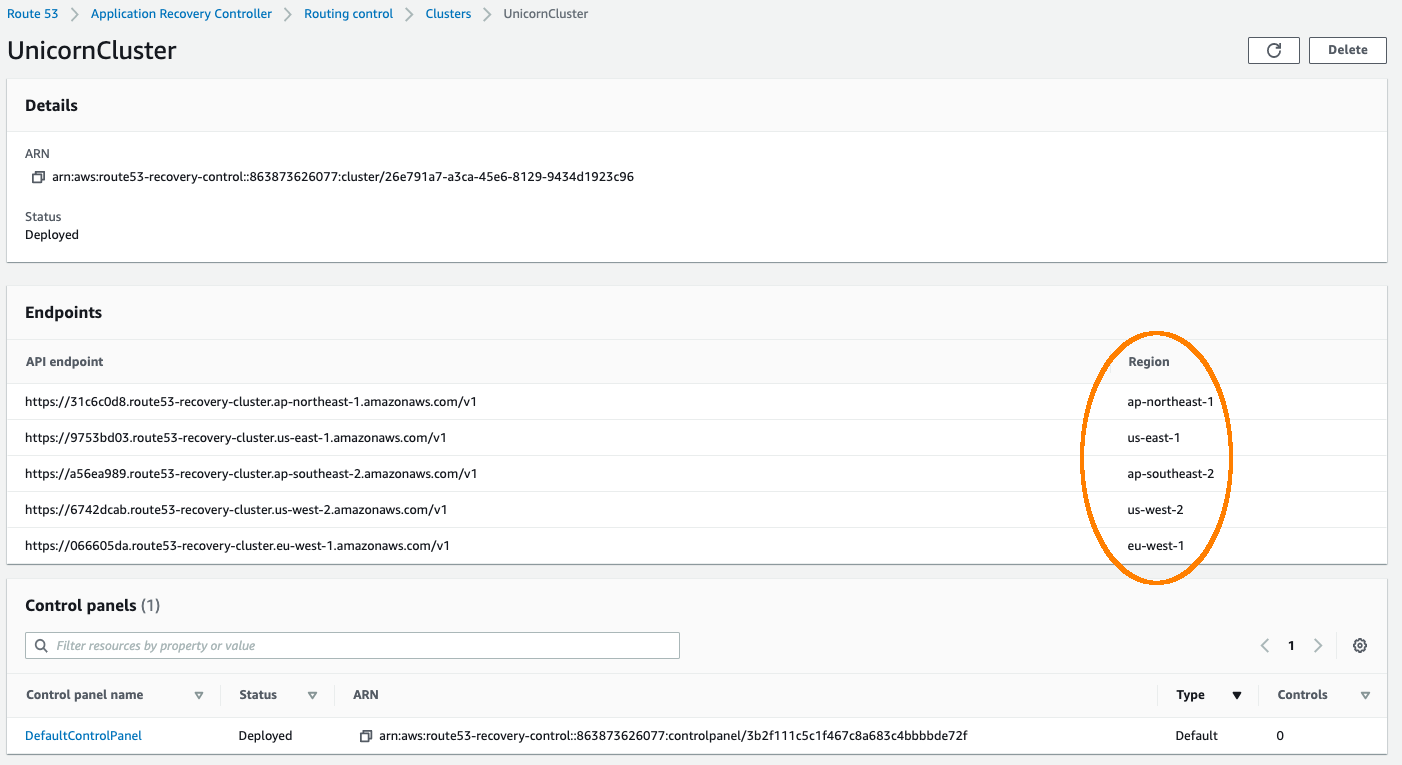 Route 53 > Application Recovery Controller > Routing control > Clusters > UnicornCluster
UnicornCluster
Delete
Details
ARN
arn:aws:route53-recovery-control::863873626077:cluster/26e791a7-a3ca-45e6-8129-9434d1923c96
Status
Deployed
Endpoints
API endpoint Region
https://31c6c0d8.route53-recovery-cluster.ap-northeast-1.amazonaws.com/v1 ap-northeast-1
https://9753bd03.route53-recovery-cluster.us-east-1.amazonaws.com/v1 us-east-1
https://a56ea989.route53-recovery-cluster.ap-southeast-2.amazonaws.com/v1 ap-southeast-2
https://6742dcab.route53-recovery-cluster.us-west-2.amazonaws.com/v1 us-west-2
https://066605da.route53-recovery-cluster.eu-west-1.amazonaws.com/v1 eu-west-1
Control panels (1)
Filter resources by property or value
1
Control panel name Status ARN Type Controls
DefaultControlPanel Deployed arn:aws:route53-recovery-control::863873626077:controlpanel/3b2f111c5c1f467c8a683c4bbbbde72f Default 0